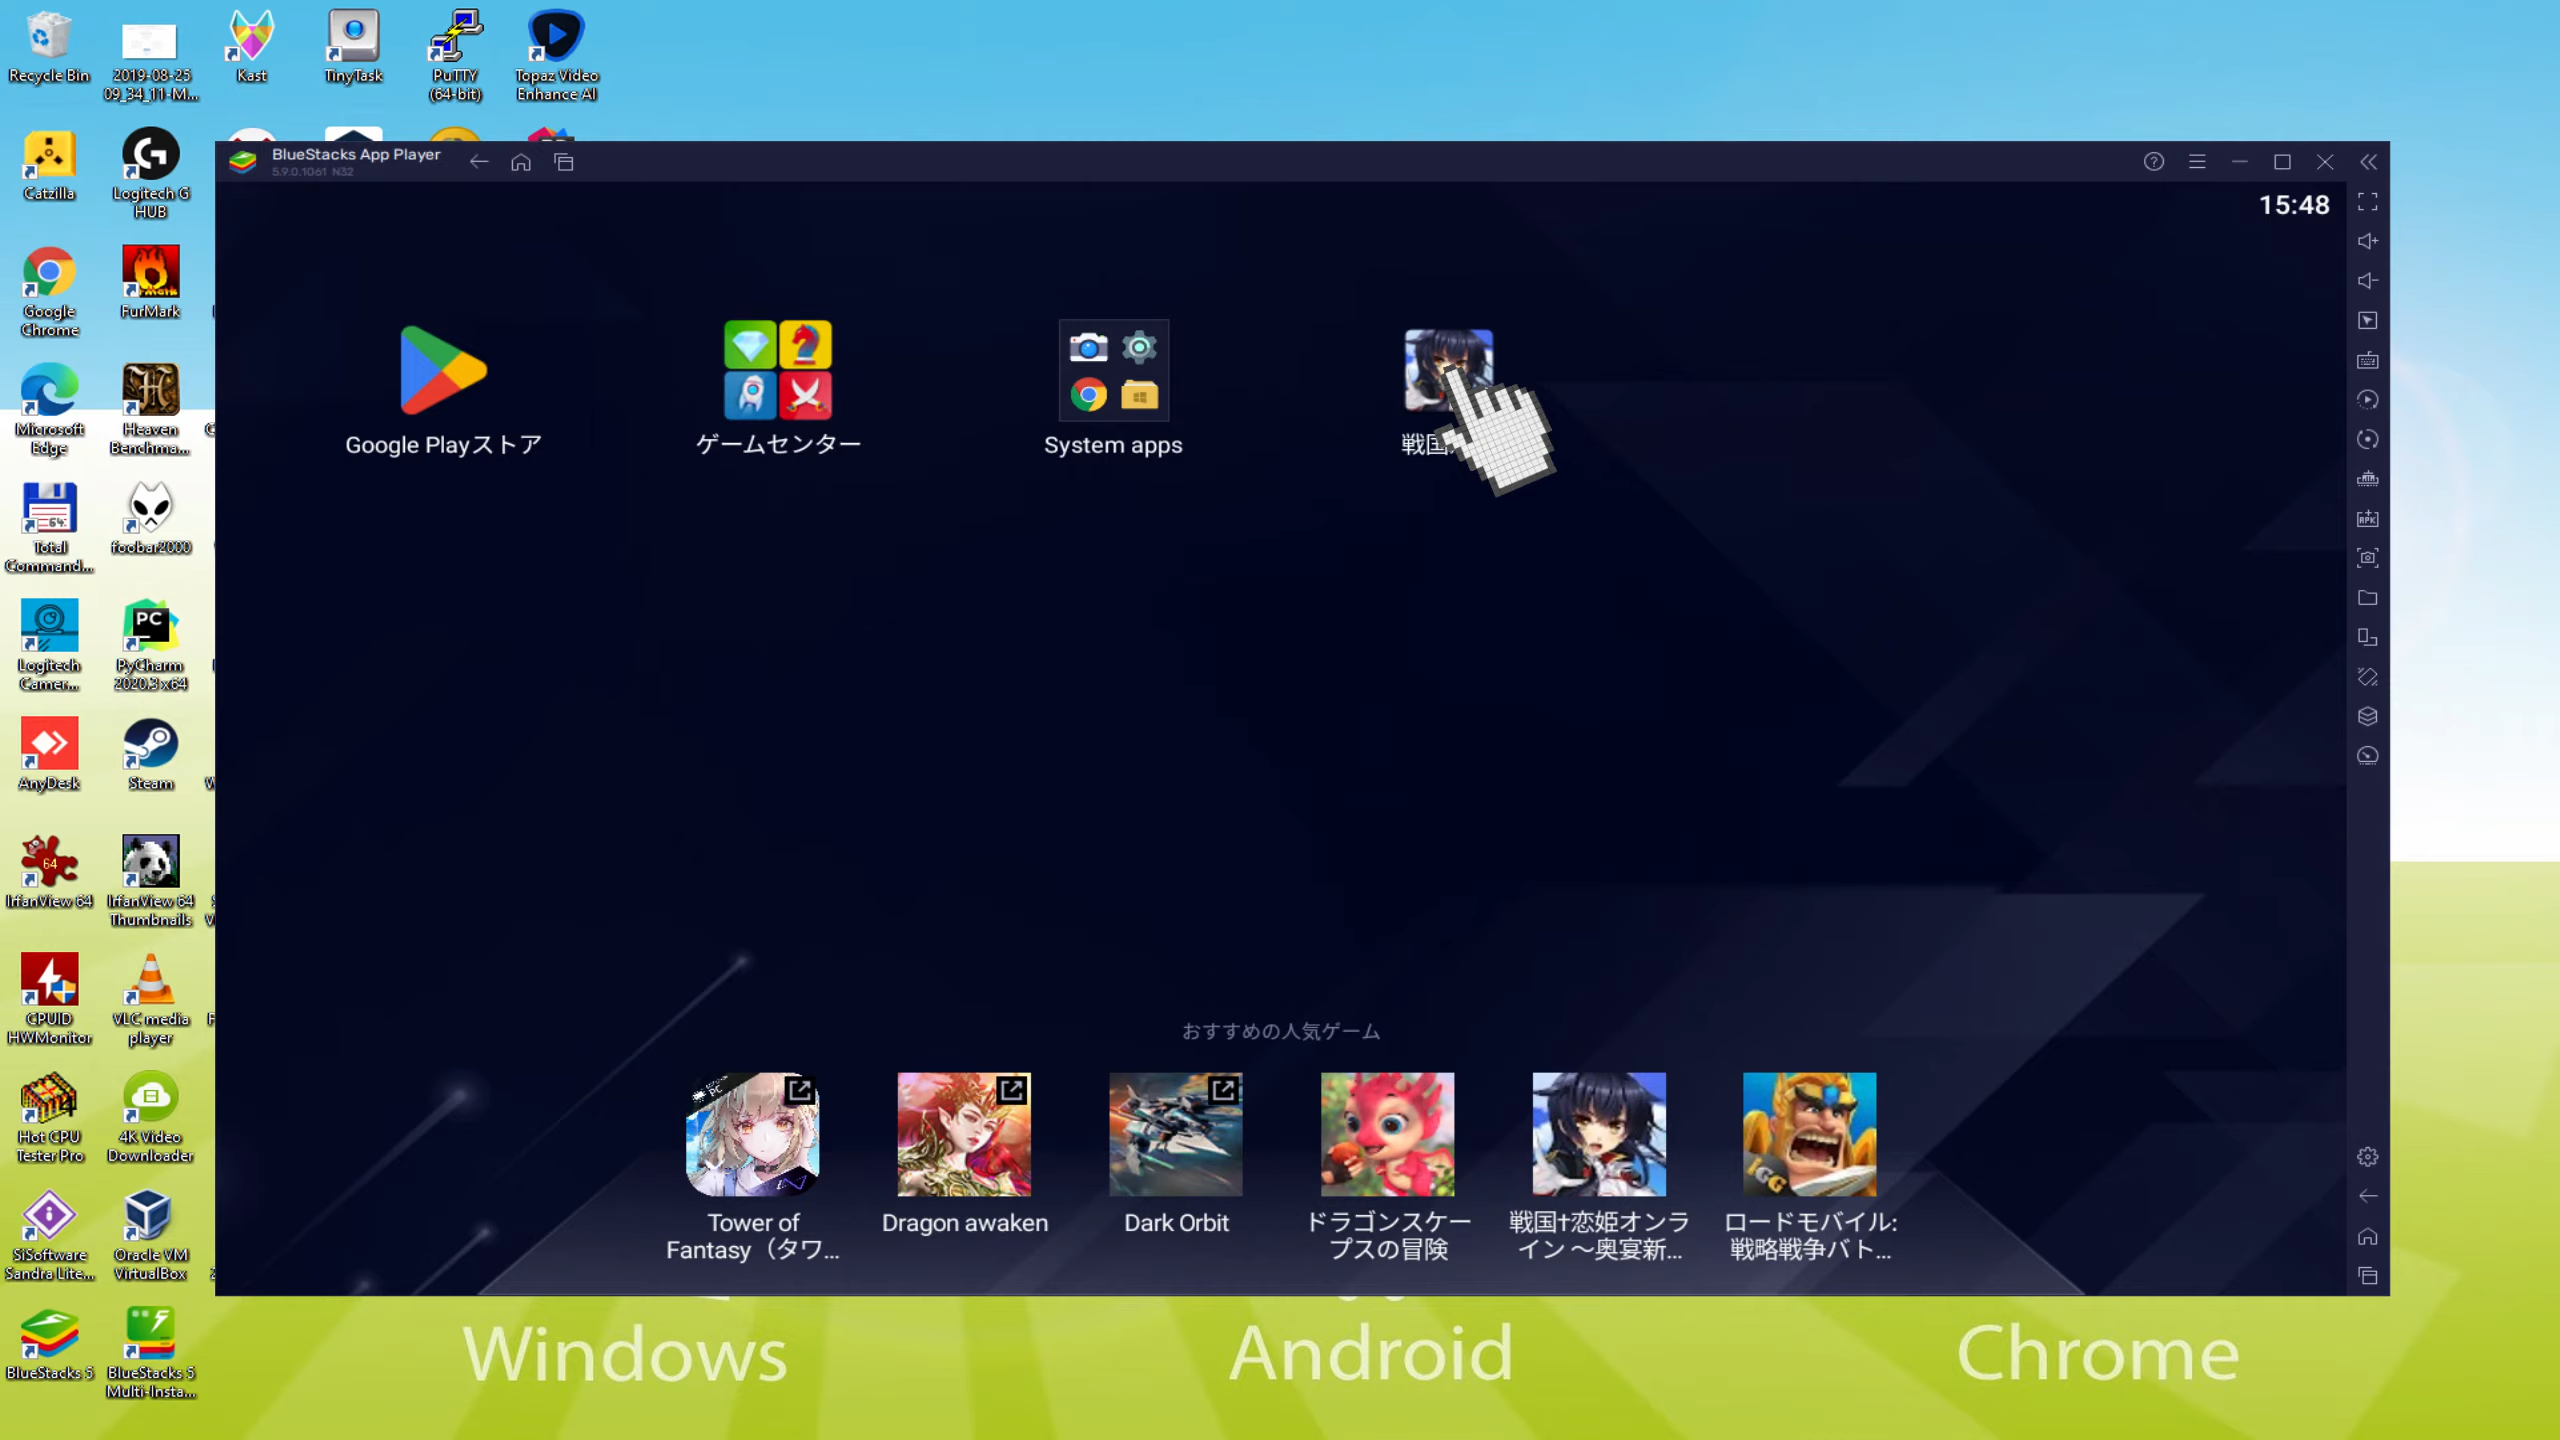 Recycle Bin
2019-08-25
09_34_11-M...
Kast
TinyTask
PuTTY
(64-bit)
Topaz Video
Enhance AI
Catzilla
Logitech G
HUB
Google
Chrome
FurMark
Microsoft
Edge
Heaven
Benchma...
Total
Command...
foobar2000
Logitech
Camer...
PyCharm
2020.3 x64
AnyDesk
Steam
IrfanView 64
IrfanView 64
Thumbnails
CPUID
HWMonitor
VLC media
player
Hot CPU
Tester Pro
4K Video
Downloader
SiSoftware
Sandra Lite...
Oracle VM
VirtualBox
BlueStacks 5
BlueStacks 5
Multi-Insta...
BlueStacks App Player
5.9.0.1061 N32
15:48
Google Playストア
ゲームセンター
System apps
戦国
おすすめの人気ゲーム
Tower of
Fantasy（タワ...
Dragon awaken
Dark Orbit
ドラゴンスケー
プスの冒険
戦国†恋姫オンラ
イン ～奥宴新...
ロードモバイル:
戦略戦争バト...
Windows
Android
Chrome